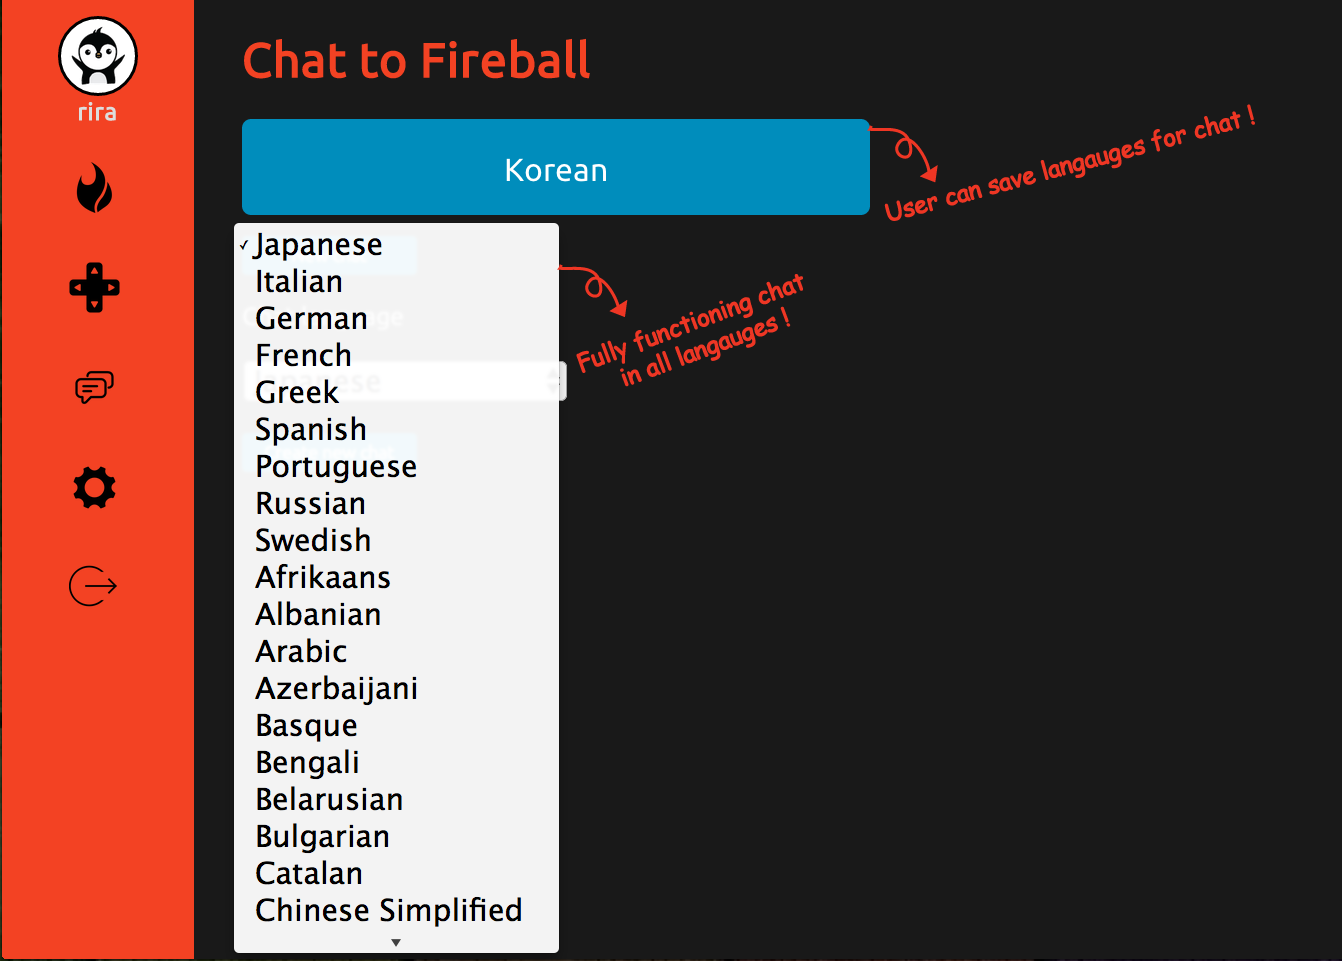 rira
Chat to Fireball
Korean
User can save langauges for chat !
✓ Japanese
Italian
German
French
Greek
Spanish
Portuguese
Russian
Swedish
Afrikaans
Albanian
Arabic
Azerbaijani
Basque
Bengali
Belarusian
Bulgarian
Catalan
Chinese Simplified
Fully functioning chat
in all langauges !